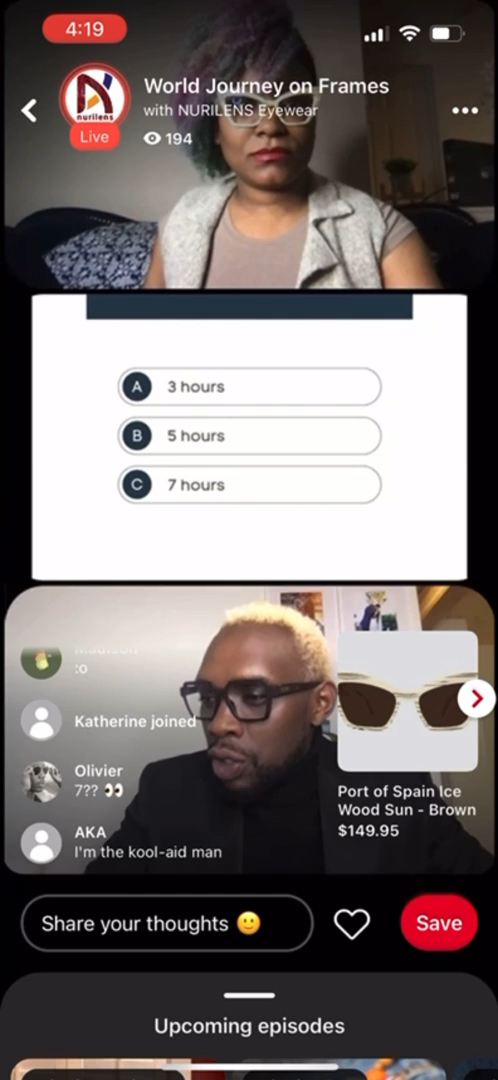 4:19
World Journey on Frames
nurilens
with NURILENS Eyewear
Live
194
A 3 hours
B 5 hours
C 7 hours
Madison
:o
Katherine joined
Olivier
7??? 👀
AKA
I'm the kool-aid man
Port of Spain Ice
Wood Sun - Brown
$149.95
Share your thoughts 🙂
Save
Upcoming episodes